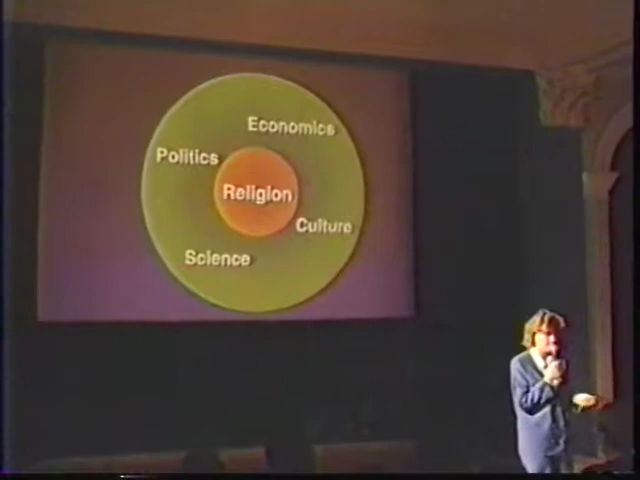 Economics
Politics
Religion
Culture
Science